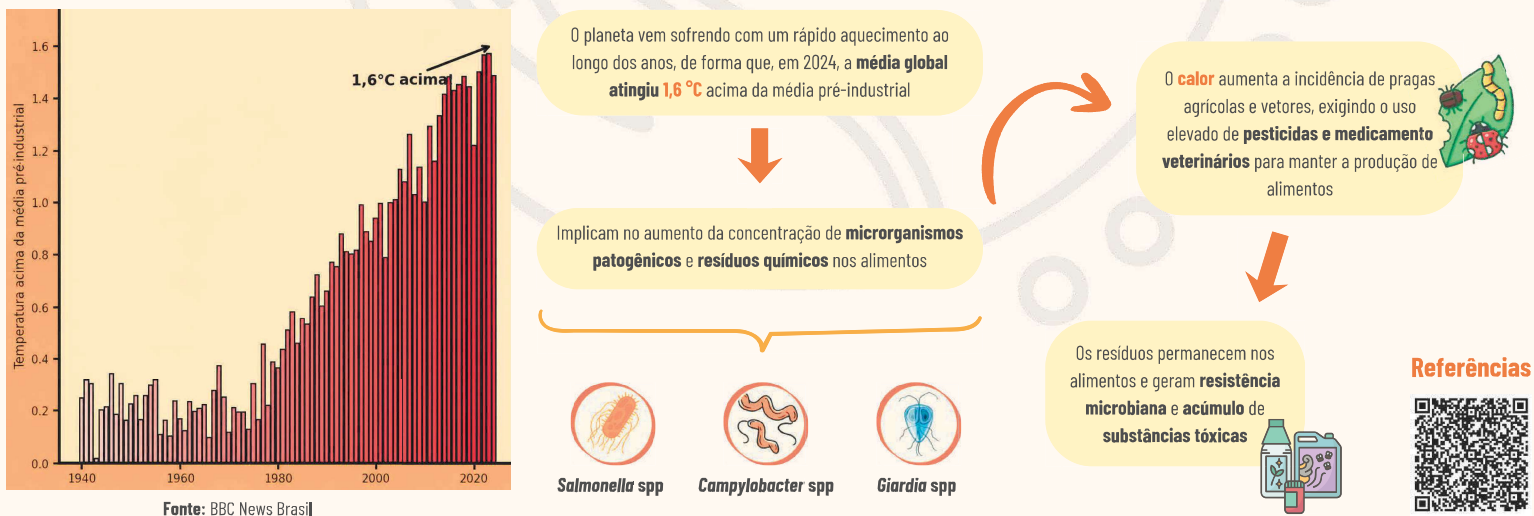 Temperatura acima da média pré-industrial
1.6
1.4
1.2
1.0
0.8
0.6
0.4
0.2
0.0
1940
1960
1980
2000
2020
1,6°C acima
Fonte: BBC News Brasil
O planeta vem sofrendo com um rápido aquecimento ao
longo dos anos, de forma que, em 2024, a média global
atingiu 1,6 °C acima da média pré-industrial
Implicam no aumento da concentração de microrganismos
patogênicos e resíduos químicos nos alimentos
Salmonella spp
Campylobacter spp
Giardia spp
O calor aumenta a incidência de pragas
agrícolas e vetores, exigindo o uso
elevado de pesticidas e medicamento
veterinários para manter a produção de
alimentos
Os resíduos permanecem nos
alimentos e geram resistência
microbiana e acúmulo de
substâncias tóxicas
Referências